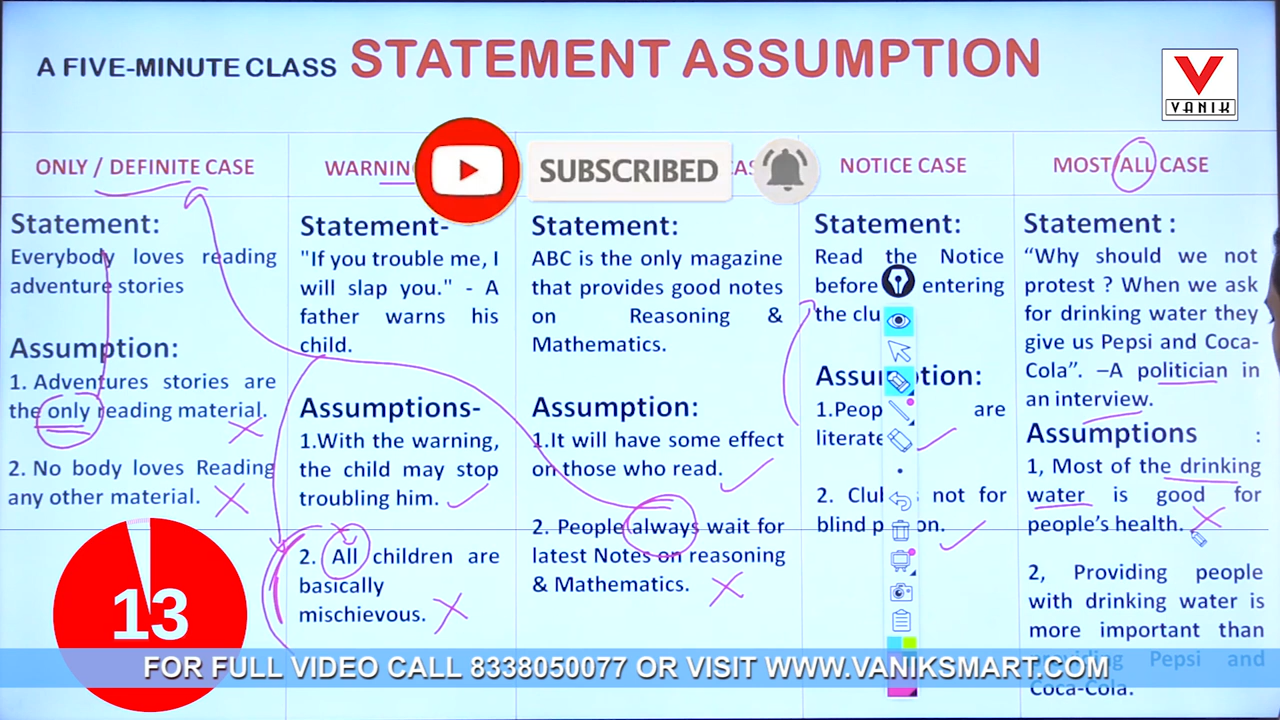 A FIVE-MINUTE CLASS STATEMENT ASSUMPTION
VANIK
ONLY / DEFINITE CASE
Statement:
Everybody loves reading
adventure stories
Assumption:
1. Adventures stories are
the only reading material.
2. No body loves Reading
any other material.
13
Statement-
"If you trouble me, I
will slap you." - A
father warns his
child.
Assumptions-
1.With the warning,
the child may stop
troubling him.
2. All children are
basically
mischievous.
SUBSCRIBED
Statement:
ABC is the only magazine
that provides good notes
on Reasoning &
Mathematics.
Assumption:
1.It will have some effect
on those who read.
2. People always wait for
latest Notes on reasoning
& Mathematics.
NOTICE CASE
Statement:
Read the Notice
before entering
the
are
2. not for
blind
MOST/ALL CASE
Statement :
“Why should we not
protest ? When we ask
for drinking water they
give us Pepsi and Coca-
Cola”. –A politician in
an interview.
Assumptions :
1, Most of the drinking
water is good for
people’s health.
2, Providing people
with drinking water is
more important than
providing Pepsi and
Coca-Cola.
FOR FULL VIDEO CALL 8338050077 OR VISIT WWW.VANIKSMART.COM